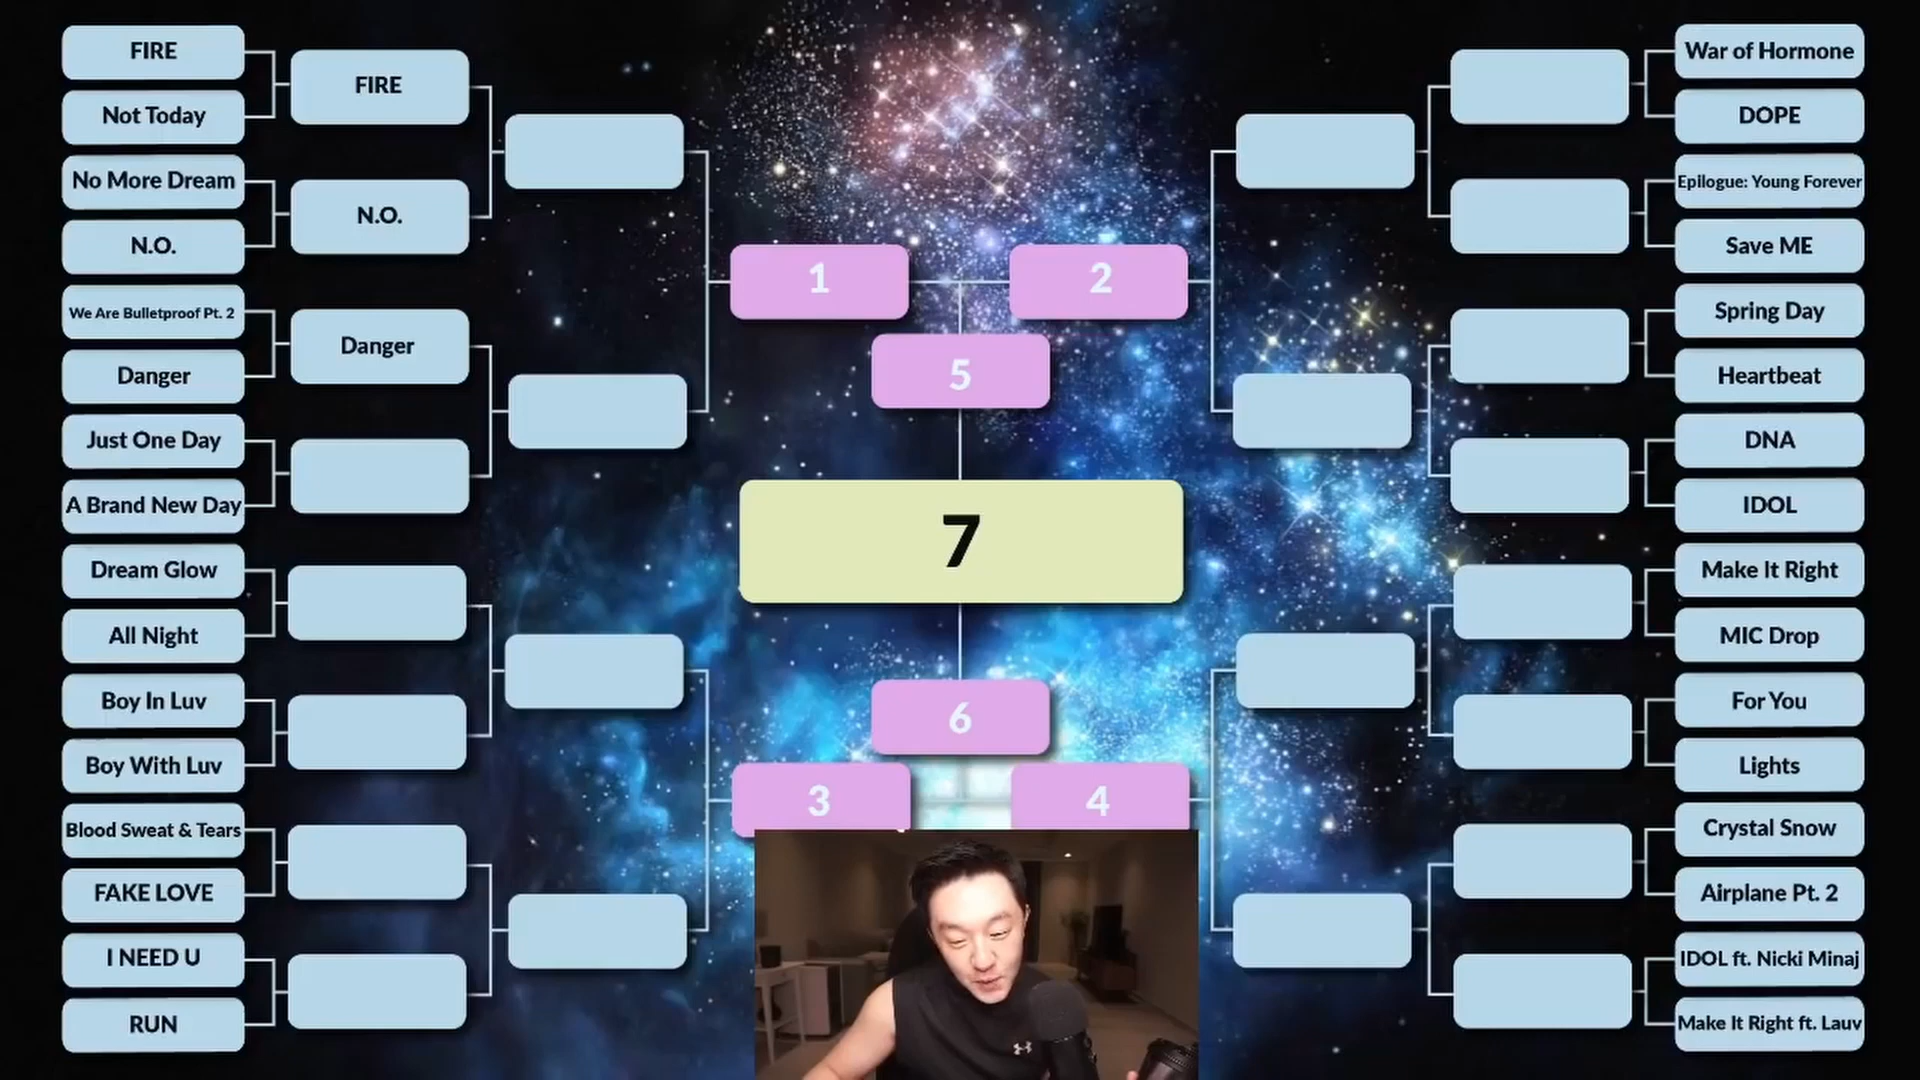 FIRE
Not Today
No More Dream
N.O.
We Are Bulletproof Pt. 2
Danger
Just One Day
A Brand New Day
Dream Glow
All Night
Boy In Luv
Boy With Luv
Blood Sweat & Tears
FAKE LOVE
I NEED U
RUN
FIRE
N.O.
Danger
1
2
5
7
6
3
4
War of Hormone
DOPE
Epilogue: Young Forever
Save ME
Spring Day
Heartbeat
DNA
IDOL
Make It Right
MIC Drop
For You
Lights
Crystal Snow
Airplane Pt. 2
IDOL ft. Nicki Minaj
Make It Right ft. Lauv